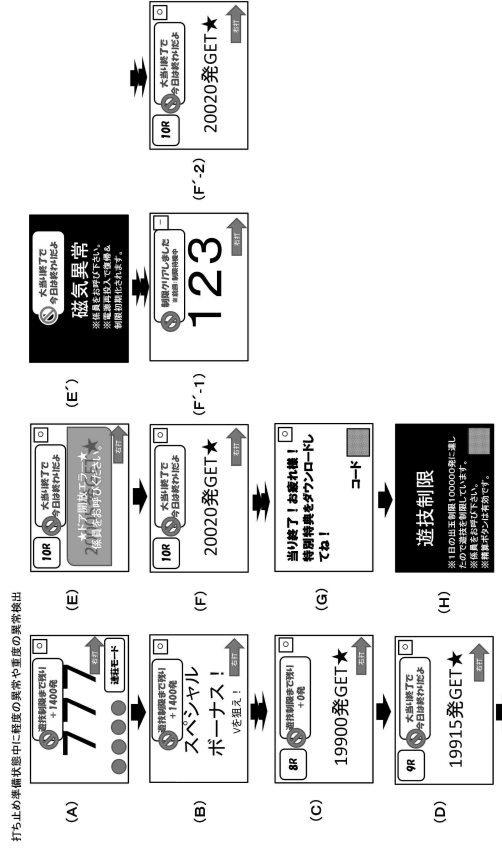 打ち止め準備状態中に軽度の異常や重度の異常検出
(A)
遊技制限まで残り
+1400発
777
右打
連荘モード
(B)
遊技制限まで残り
+1400発
スペシャル
ボーナス!
Vを狙え!
右打
(C)
8R
遊技制限まで残り
+0発
19900発GET★
右打
(D)
9R
大当り終了で
今日は終わりだよ
19915発GET★
右打
(E)
10R
大当り終了で
今日は終わりだよ
★ドア開放エラー★
係員をお呼びください。
右打
(F)
10R
大当り終了で
今日は終わりだよ
20020発GET★
右打
(G)
当り終了!お疲れ様!
特別特典をダウンロードし
てね!
コード
(H)
遊技制限
※1日の出玉制限100000発に達し
たので遊技を制限しています。
※係員をお呼び下さい。
※精算ボタンは有効です。
(E´)
大当り終了で
今日は終わりだよ
磁気異常
※係員をお呼び下さい。
※電源再投入で復帰&
制限初期化されます。
(F´-1)
制限クリアしました
123
右打
(F´-2)
10R
大当り終了で
今日は終わりだよ
20020発GET★
右打